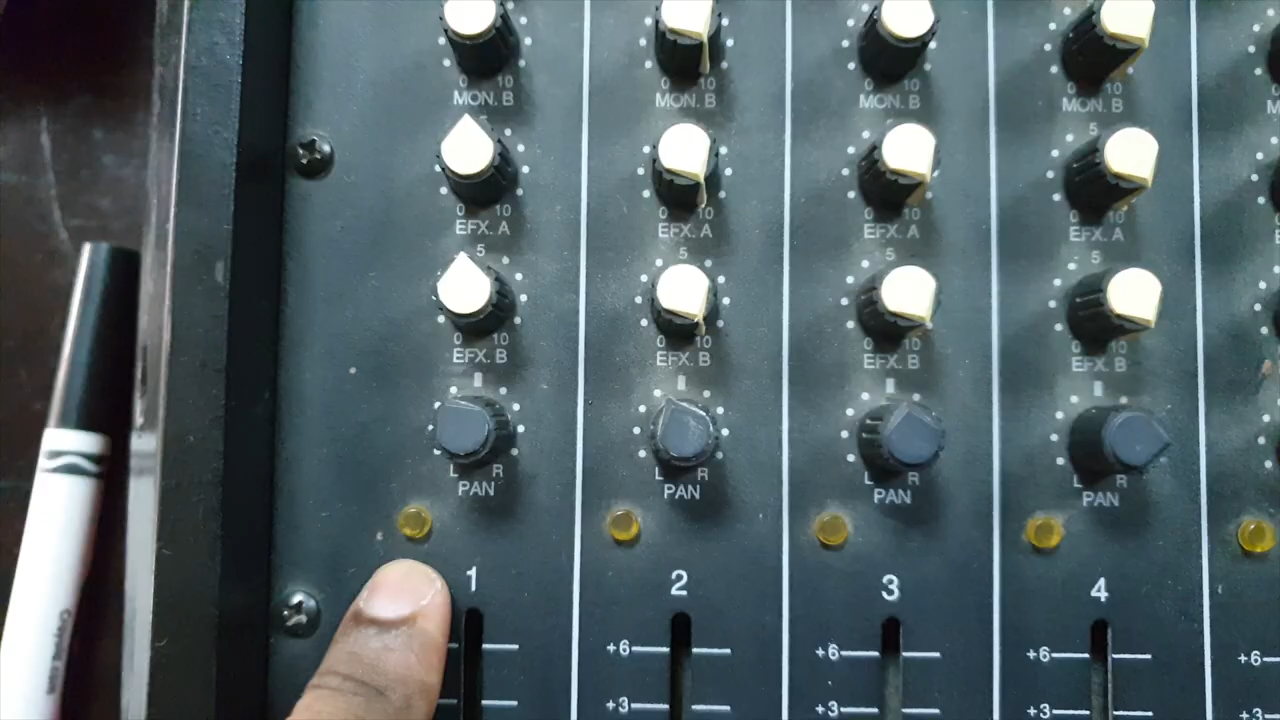 0 10 0 10 0 10 0 10
MON. B MON. B MON. B MON. B
5
0 10 0 10 0 10 0 10
EFX. A EFX. A EFX. A EFX. A
5 5 5 5
0 10 0 10 0 10 0 10
EFX. B EFX. B EFX. B EFX. B
L R L R L R L R
PAN PAN PAN PAN
1 2 3 4
+6 +6 +6 +6
+3 +3 +3 +3